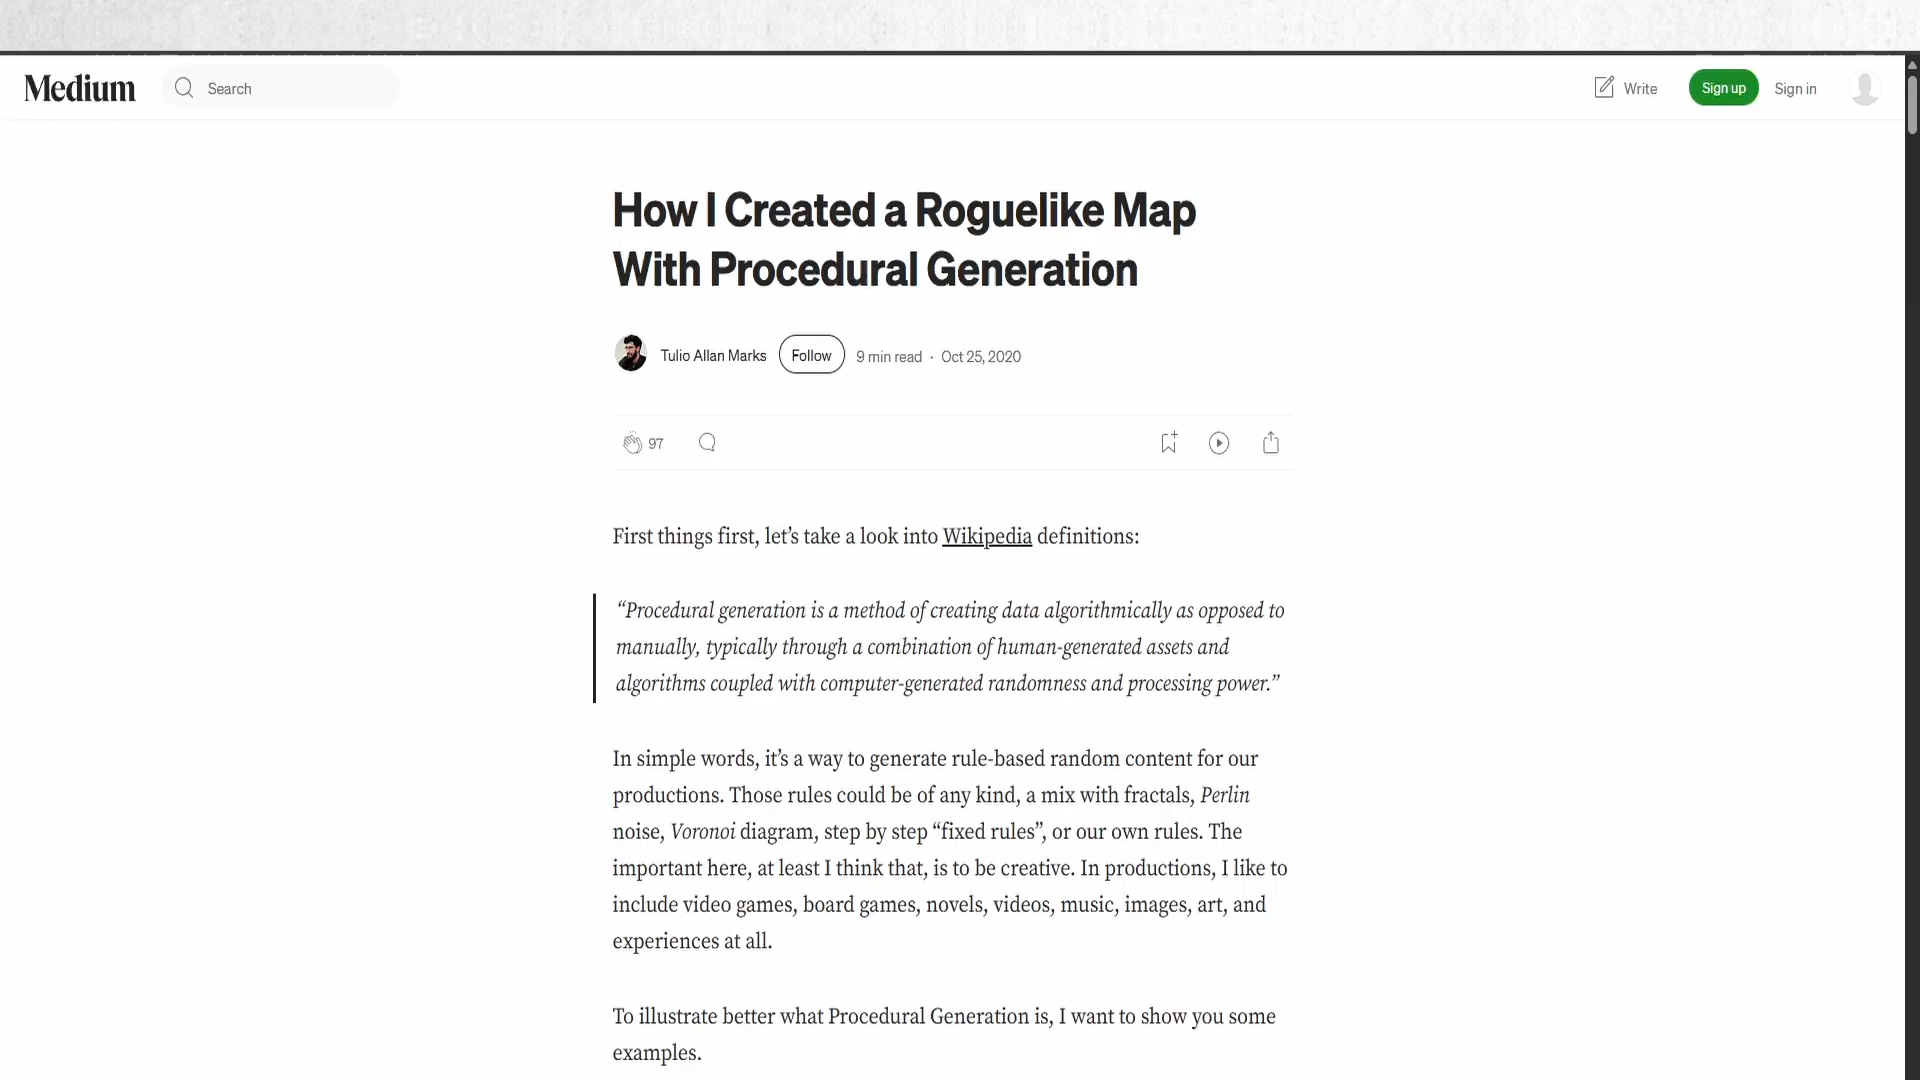 Medium
Search
Write
Sign up
Sign in
How I Created a Roguelike Map
With Procedural Generation
Tulio Allan Marks
Follow
9 min read · Oct 25, 2020
97
First things first, let’s take a look into Wikipedia definitions:
“Procedural generation is a method of creating data algorithmically as opposed to
manually, typically through a combination of human-generated assets and
algorithms coupled with computer-generated randomness and processing power.”
In simple words, it’s a way to generate rule-based random content for our
productions. Those rules could be of any kind, a mix with fractals, Perlin
noise, Voronoi diagram, step by step “fixed rules”, or our own rules. The
important here, at least I think that, is to be creative. In productions, I like to
include video games, board games, novels, videos, music, images, art, and
experiences at all.
To illustrate better what Procedural Generation is, I want to show you some
examples.